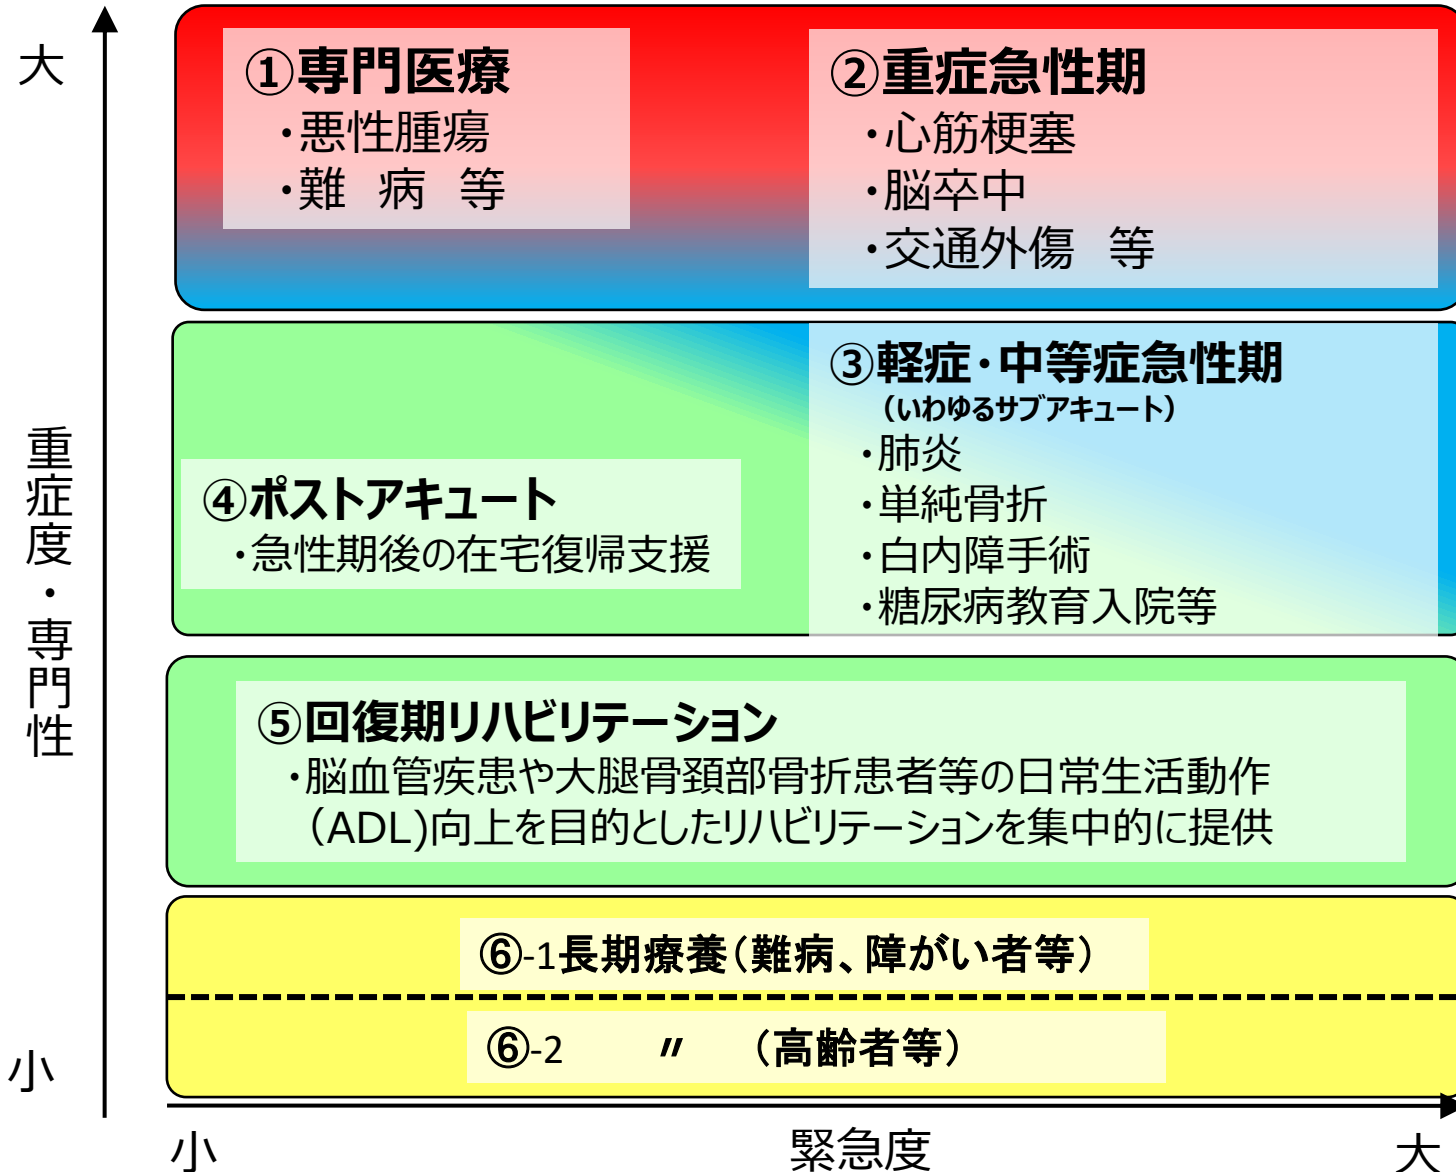 大
①専門医療
・悪性腫瘍
・難 病 等
②重症急性期
・心筋梗塞
・脳卒中
・交通外傷 等
③軽症・中等症急性期
（いわゆるサブアキュート）
・肺炎
・単純骨折
・白内障手術
・糖尿病教育入院等
④ポストアキュート
・急性期後の在宅復帰支援
重症度・専門性
⑤回復期リハビリテーション
・脳血管疾患や大腿骨頚部骨折患者等の日常生活動作
（ADL)向上を目的としたリハビリテーションを集中的に提供
⑥-1長期療養（難病、障がい者等）
⑥-2 〃 （高齢者等）
小
小
緊急度
大